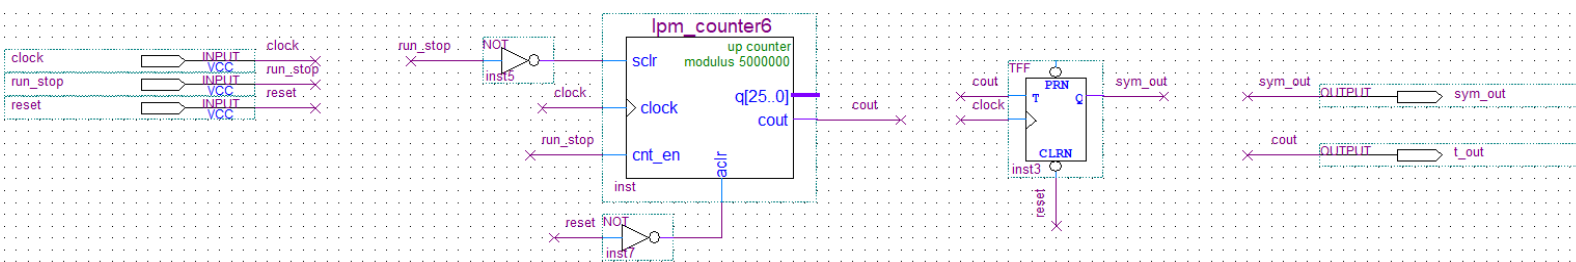 clock
INPUT
VCC
clock
run_stop
INPUT
VCC
run_stop
reset
INPUT
VCC
reset
run_stop
NOT
inst5
lpm_counter6
up counter
modulus 5000000
sclr
clock
clock
q[25..0]
cout
cout
run_stop
cnt_en
aclr
inst
reset
NOT
inst7
TFF
PRN
cout
T
Q
sym_out
clock
CLRN
inst3
reset
sym_out
OUTPUT
sym_out
cout
OUTPUT
t_out